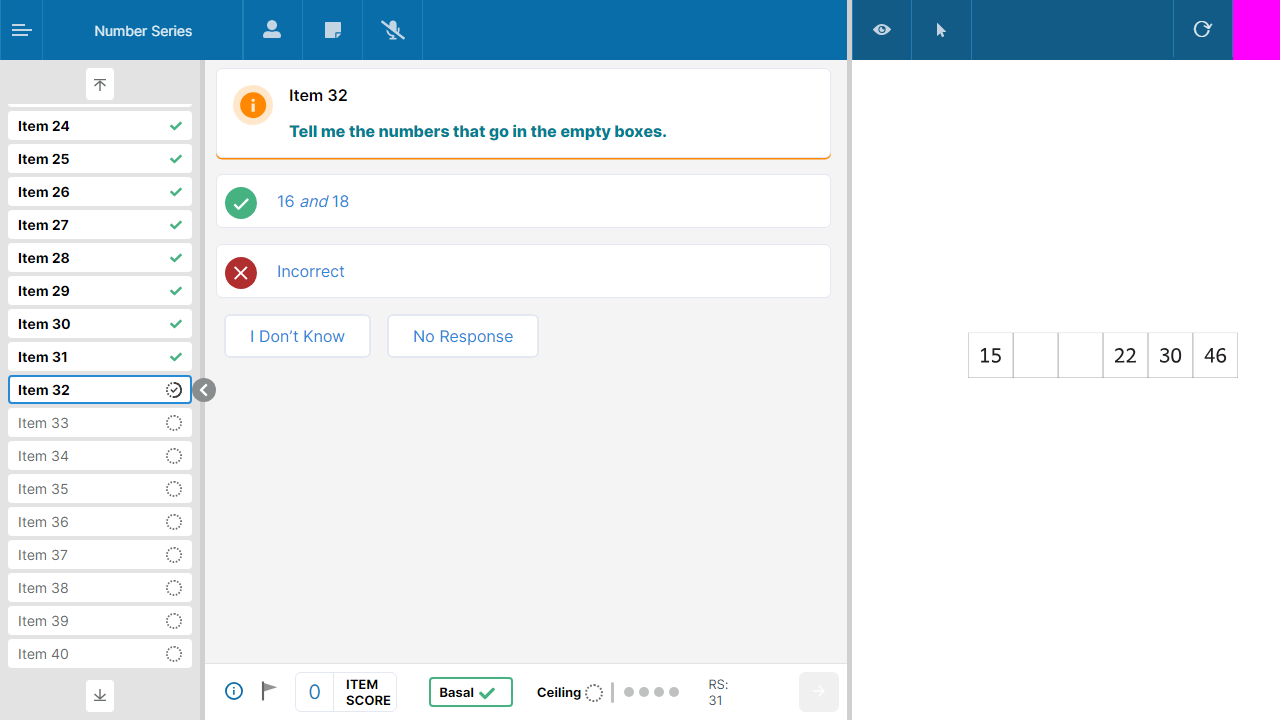 Number Series
Item 24
Item 25
Item 26
Item 27
Item 28
Item 29
Item 30
Item 31
Item 32
Item 33
Item 34
Item 35
Item 36
Item 37
Item 38
Item 39
Item 40
Item 32
Tell me the numbers that go in the empty boxes.
16 and 18
Incorrect
I Don’t Know
No Response
0
ITEM
SCORE
Basal
Ceiling
RS:
31
15 22 30 46